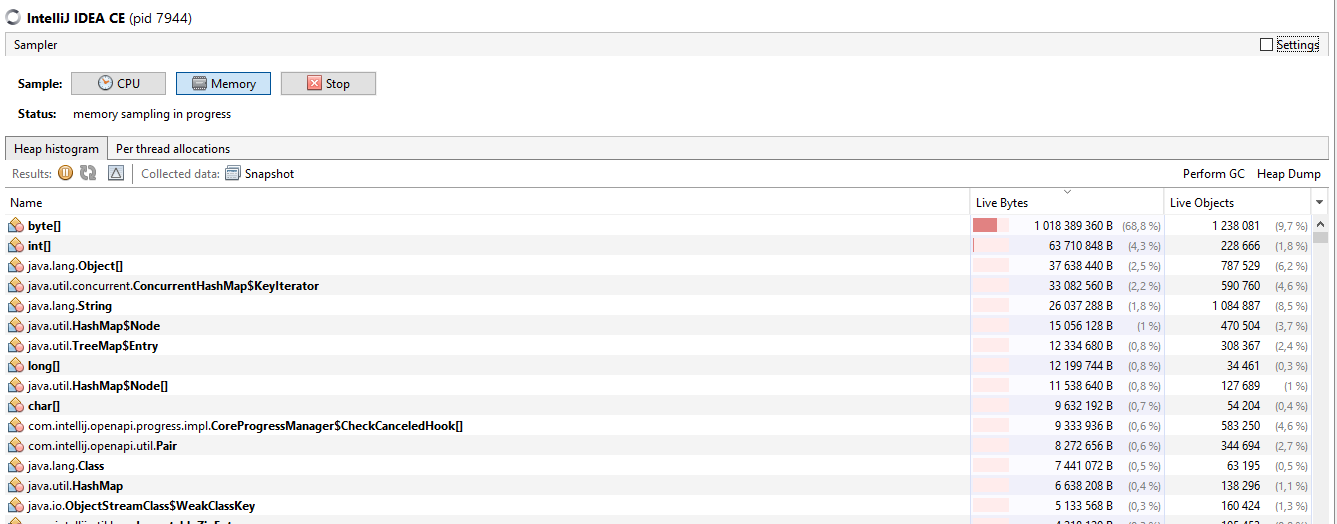 IntelliJ IDEA CE (pid 7944)
Sampler Settings
Sample: CPU Memory Stop
Status: memory sampling in progress
Heap histogram Per thread allocations
Results: Collected data: Snapshot Perform GC Heap Dump
Name Live Bytes Live Objects
byte[] 1 018 389 360 B (68,8 %) 1 238 081 (9,7 %)
int[] 63 710 848 B (4,3 %) 228 666 (1,8 %)
java.lang.Object[] 37 638 440 B (2,5 %) 787 529 (6,2 %)
java.util.concurrent.ConcurrentHashMap$KeyIterator 33 082 560 B (2,2 %) 590 760 (4,6 %)
java.lang.String 26 037 288 B (1,8 %) 1 084 887 (8,5 %)
java.util.HashMap$Node 15 056 128 B (1 %) 470 504 (3,7 %)
java.util.TreeMap$Entry 12 334 680 B (0,8 %) 308 367 (2,4 %)
long[] 12 199 744 B (0,8 %) 34 461 (0,3 %)
java.util.HashMap$Node[] 11 538 640 B (0,8 %) 127 689 (1 %)
char[] 9 632 192 B (0,7 %) 54 204 (0,4 %)
com.intellij.openapi.progress.impl.CoreProgressManager$CheckCanceledHook[] 9 333 936 B (0,6 %) 583 250 (4,6 %)
com.intellij.openapi.util.Pair 8 272 656 B (0,6 %) 344 694 (2,7 %)
java.lang.Class 7 441 072 B (0,5 %) 63 195 (0,5 %)
java.util.HashMap 6 638 208 B (0,4 %) 138 296 (1,1 %)
java.io.ObjectStreamClass$WeakClassKey 5 133 568 B (0,3 %) 160 424 (1,3 %)